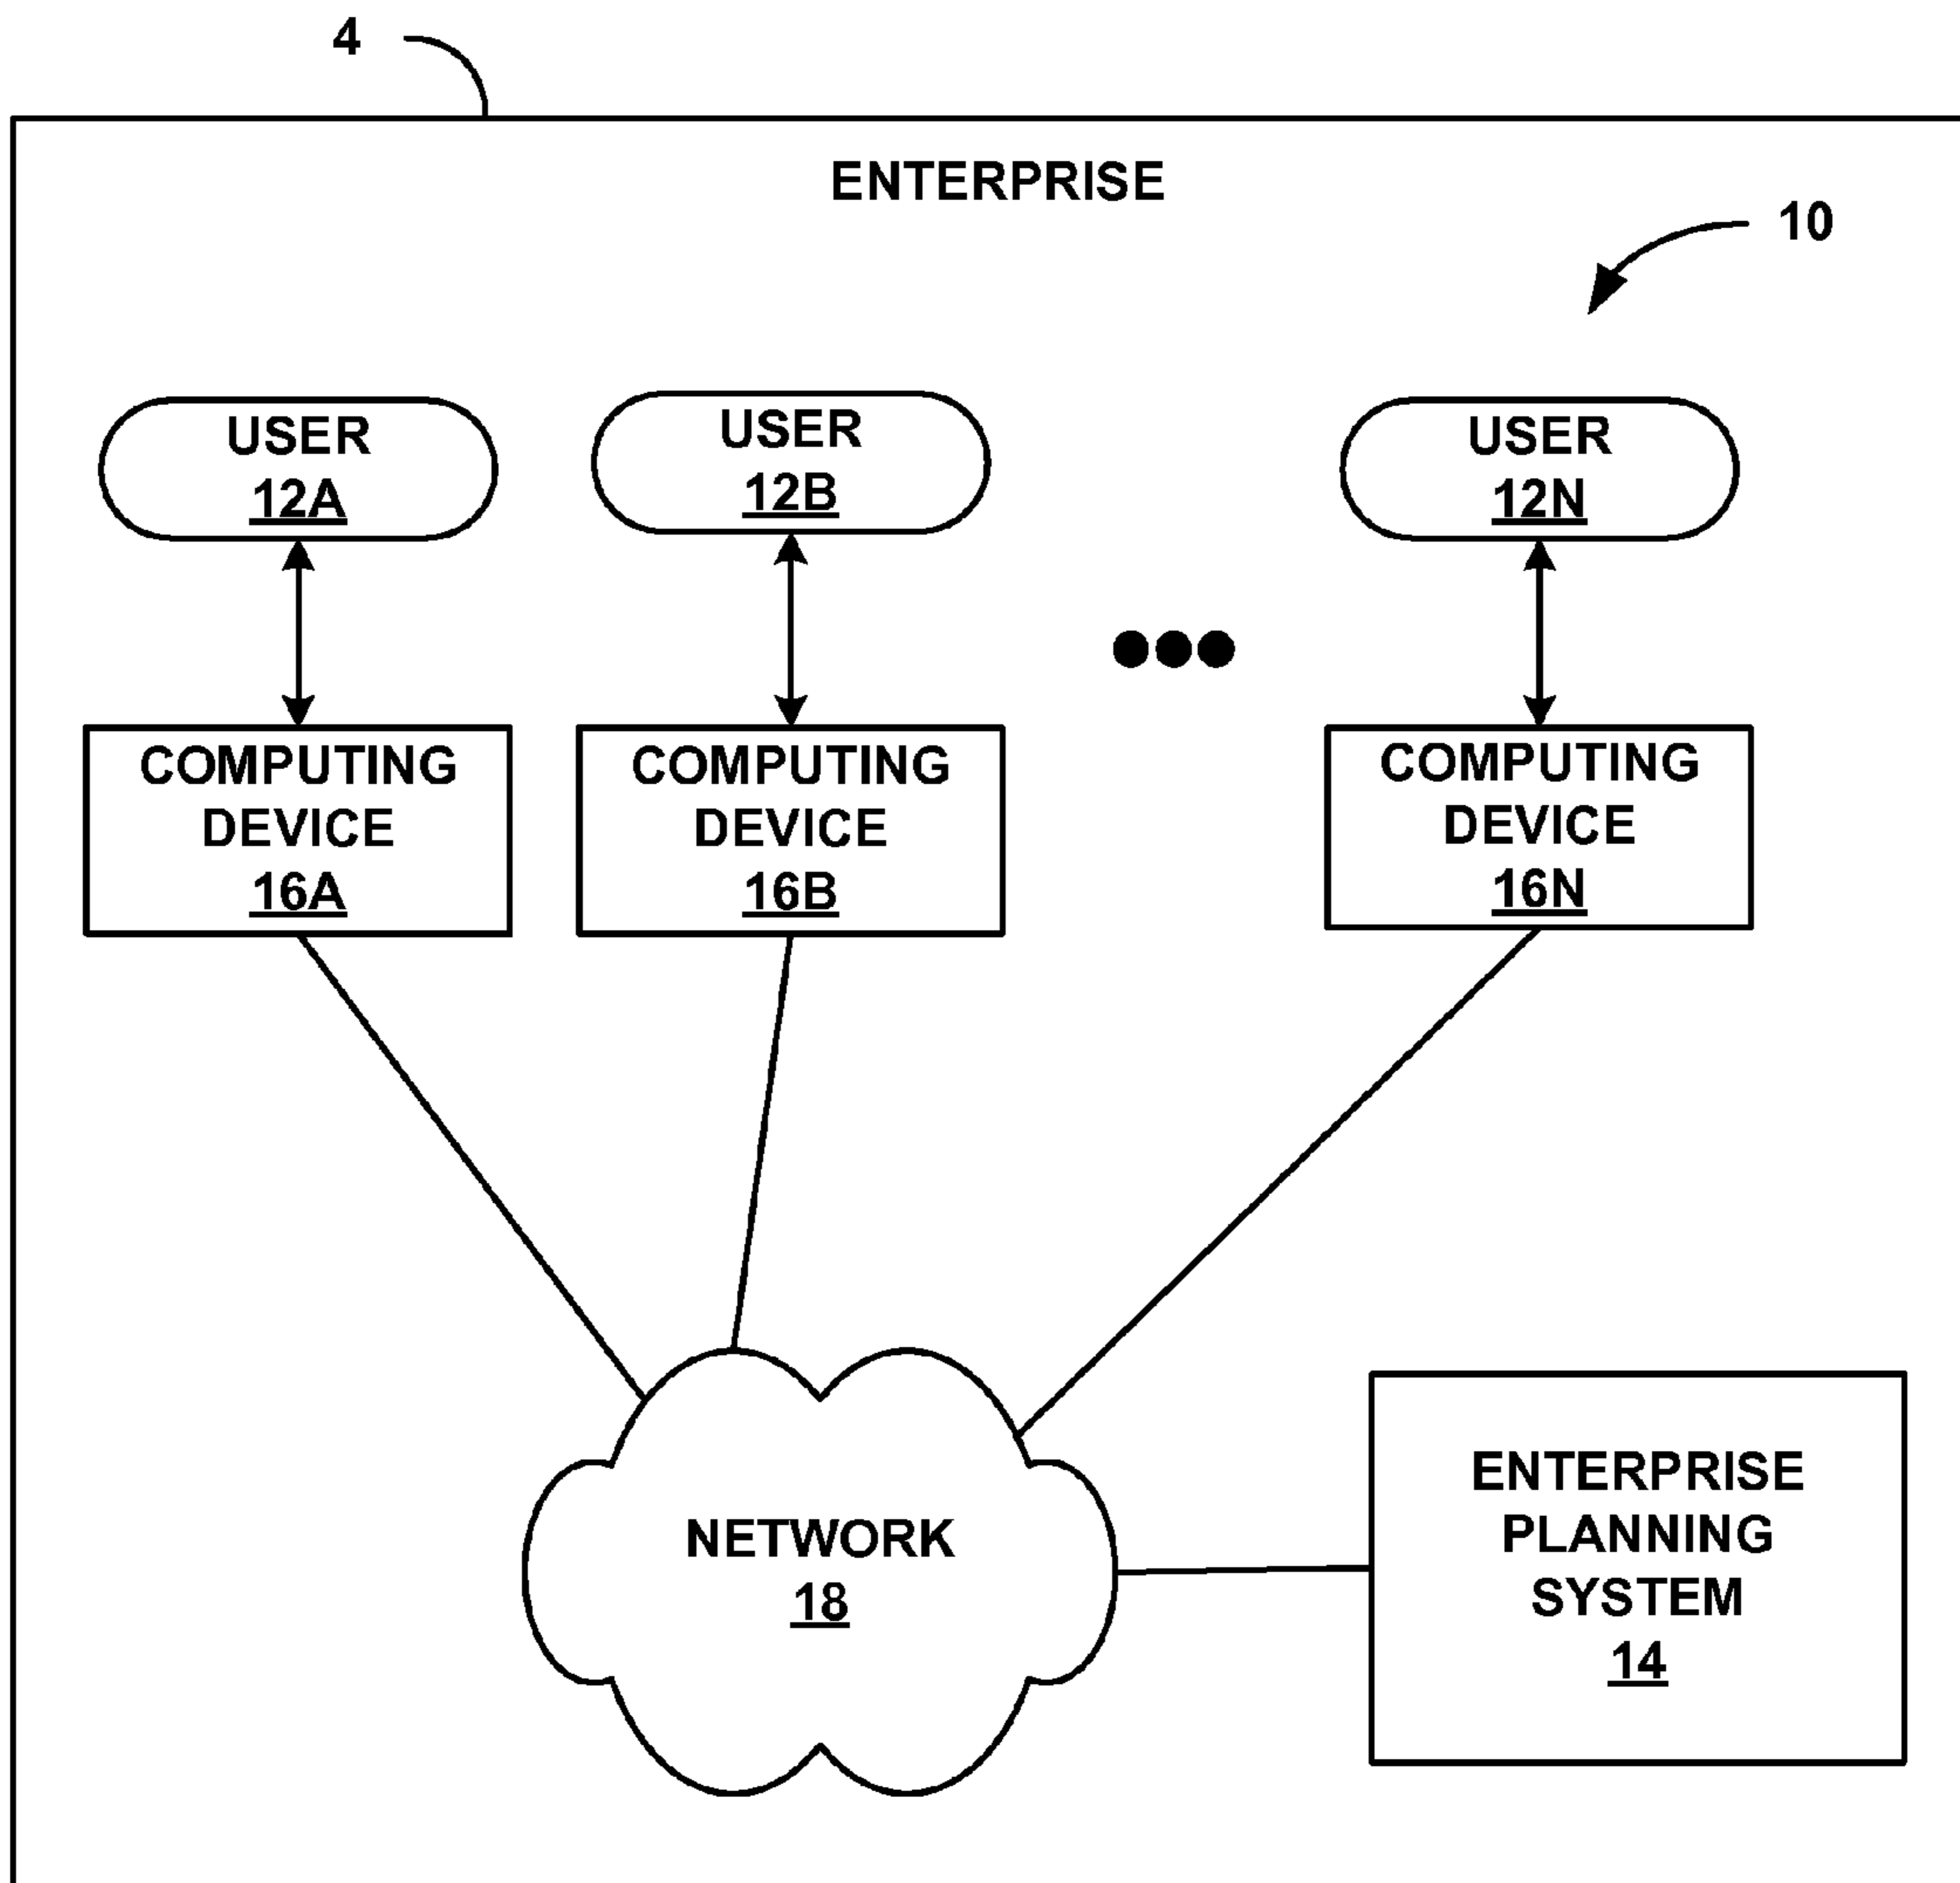 4
ENTERPRISE
10
USER
12A
USER
12B
USER
12N
COMPUTING
DEVICE
16A
COMPUTING
DEVICE
16B
COMPUTING
DEVICE
16N
NETWORK
18
ENTERPRISE
PLANNING
SYSTEM
14